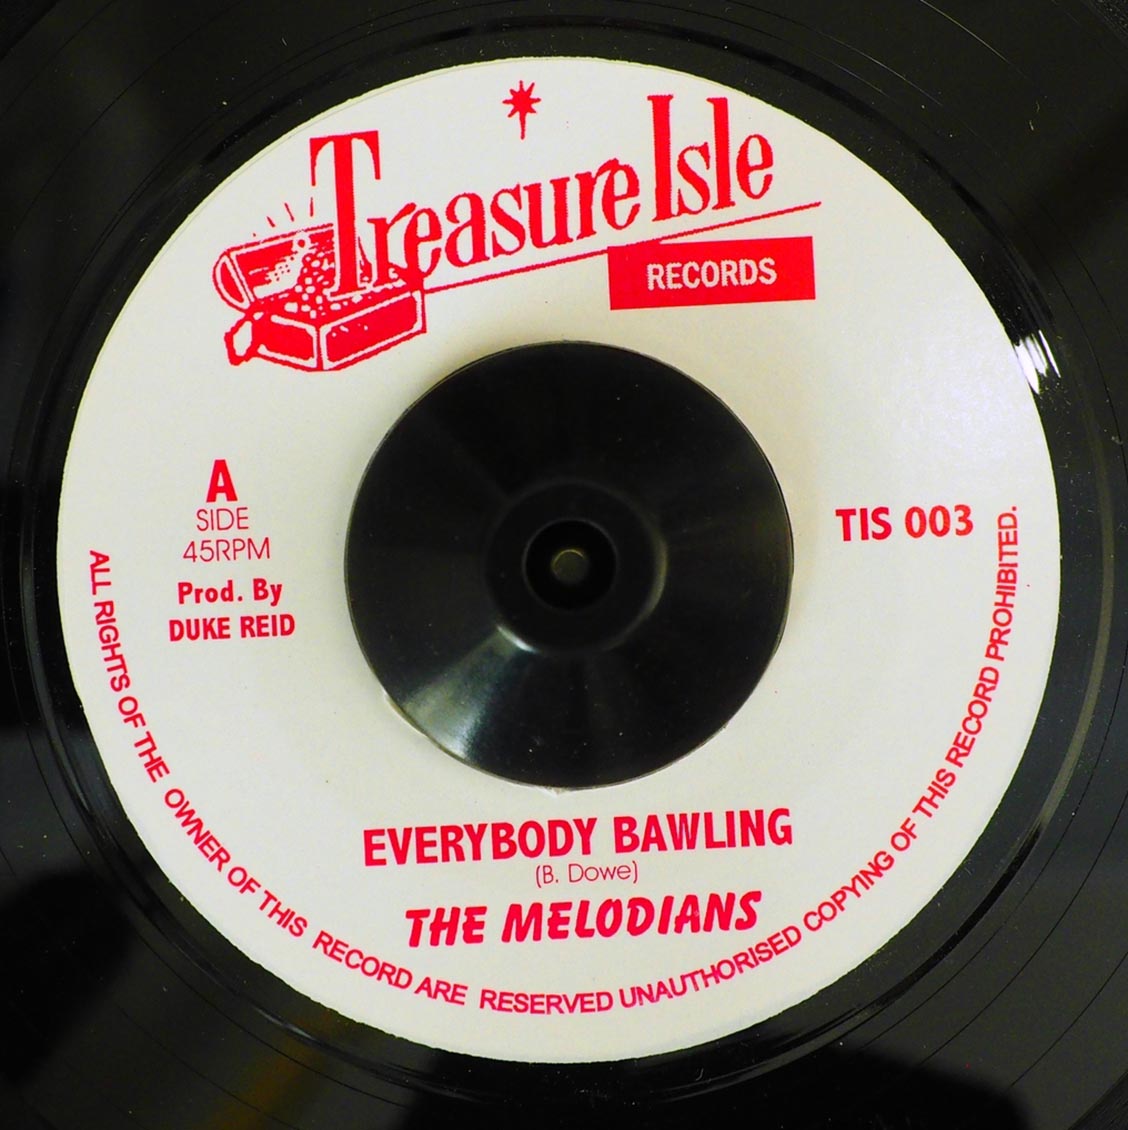 Treasure Isle
RECORDS
A
SIDE
45RPM
Prod. By
DUKE REID
TIS 003
EVERYBODY BAWLING
(B. Dowe)
THE MELODIANS
ALL RIGHTS OF THE OWNER OF THIS RECORD ARE RESERVED UNAUTHORISED COPYING OF THIS RECORD PROHIBITED.